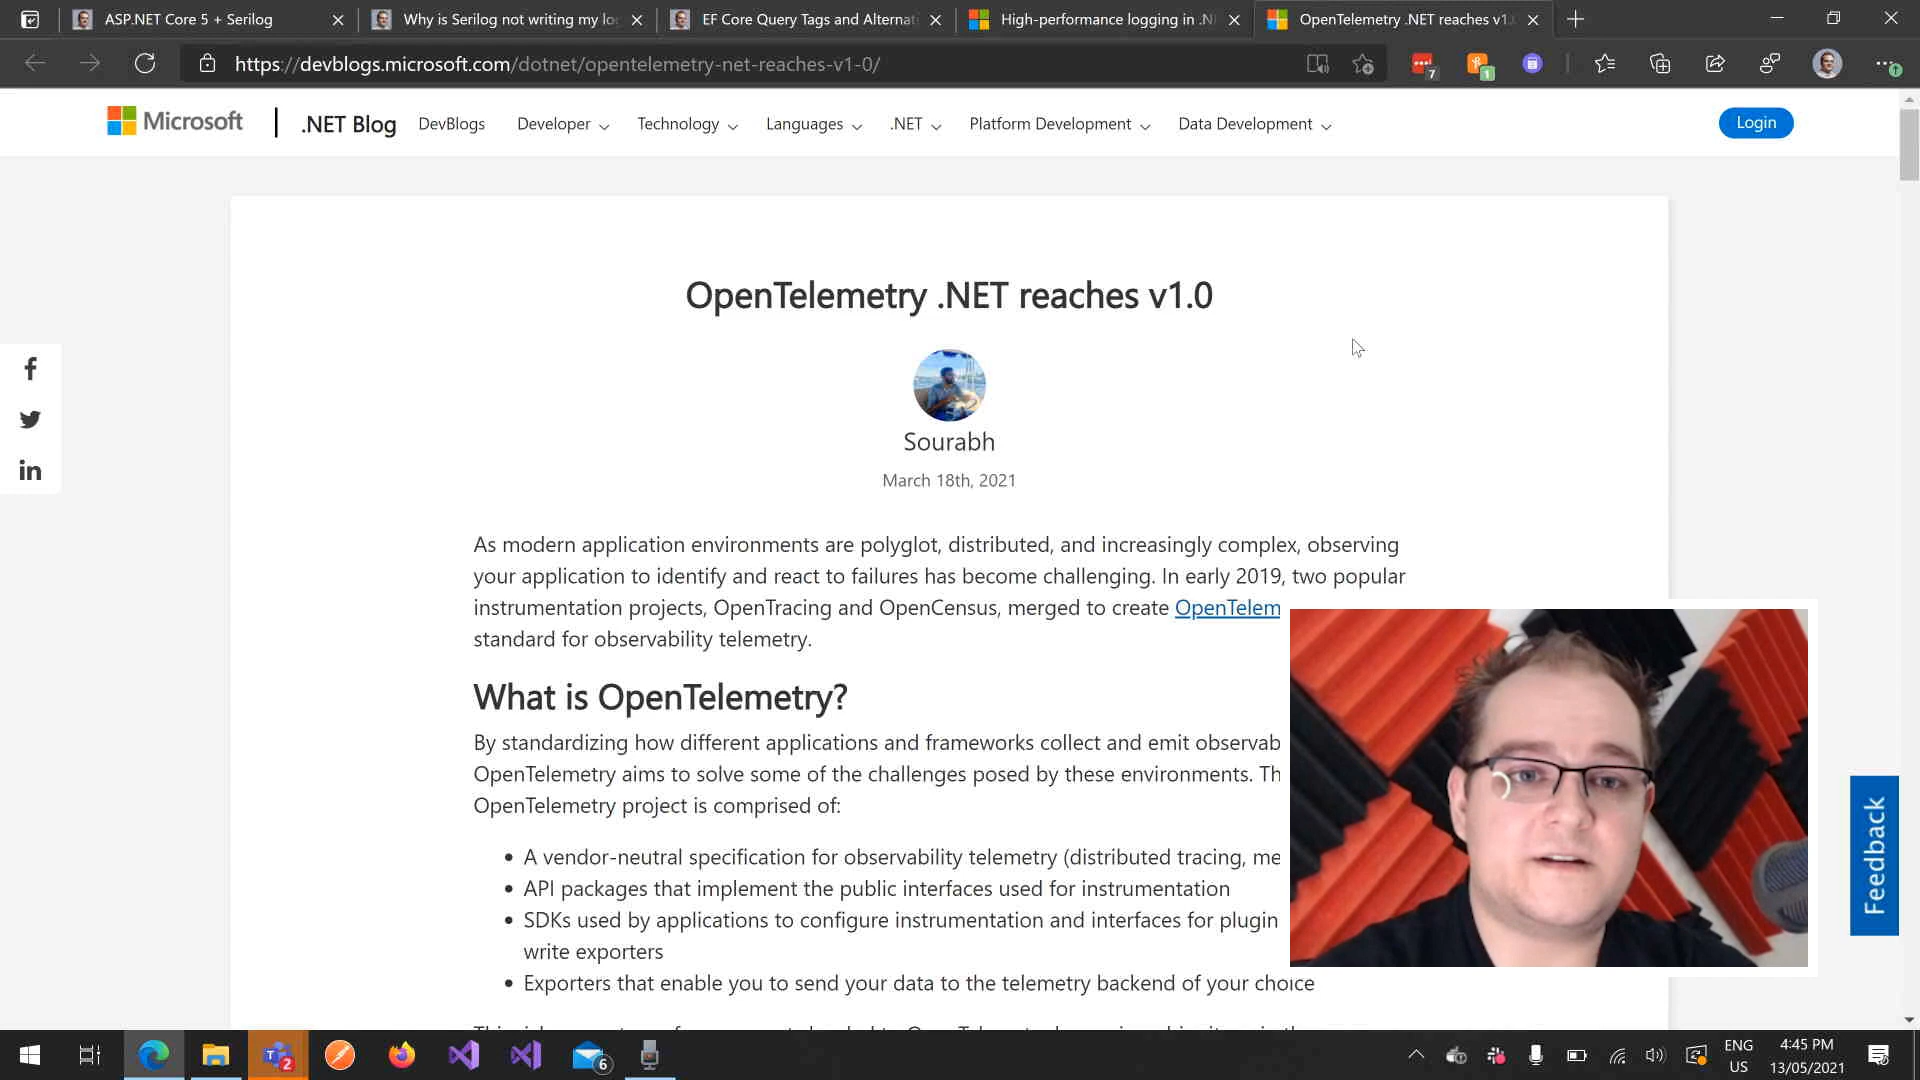 ASP.NET Core 5 + Serilog
Why is Serilog not writing my lo
EF Core Query Tags and Alternat
High-performance logging in .N
OpenTelemetry .NET reaches v1.
https://devblogs.microsoft.com/dotnet/opentelemetry-net-reaches-v1-0/
7
1
Microsoft
.NET Blog
DevBlogs
Developer
Technology
Languages
.NET
Platform Development
Data Development
Login
OpenTelemetry .NET reaches v1.0
Sourabh
March 18th, 2021
As modern application environments are polyglot, distributed, and increasingly complex, observing
your application to identify and react to failures has become challenging. In early 2019, two popular
instrumentation projects, OpenTracing and OpenCensus, merged to create OpenTelem
standard for observability telemetry.
What is OpenTelemetry?
By standardizing how different applications and frameworks collect and emit observab
OpenTelemetry aims to solve some of the challenges posed by these environments. Th
OpenTelemetry project is comprised of:
• A vendor-neutral specification for observability telemetry (distributed tracing, me
• API packages that implement the public interfaces used for instrumentation
• SDKs used by applications to configure instrumentation and interfaces for plugin
write exporters
• Exporters that enable you to send your data to the telemetry backend of your choice
Feedback
2
6
ENG
US
4:45 PM
13/05/2021